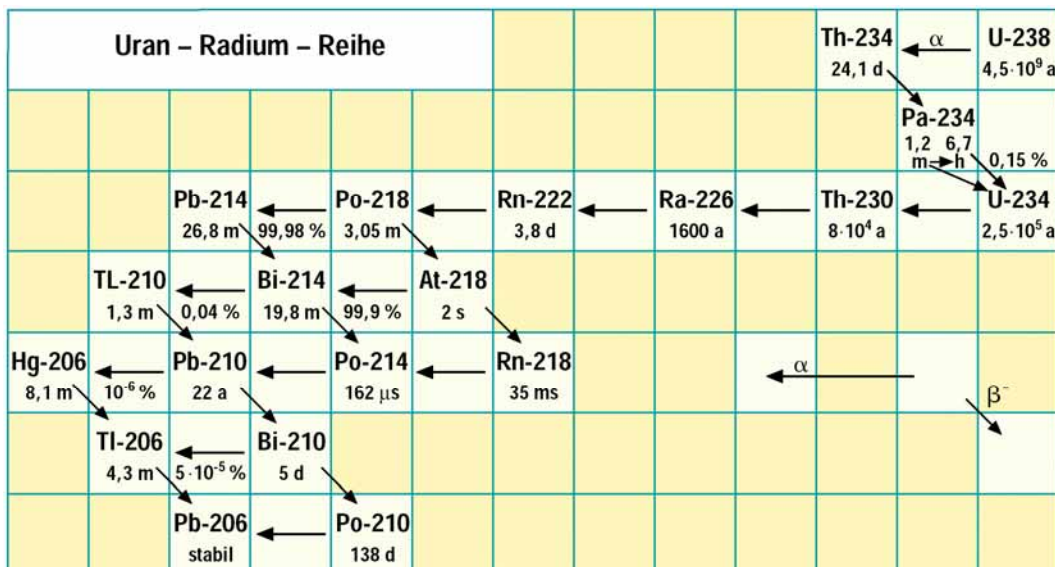 Uran – Radium – Reihe
Th-234 α U-238
24,1 d 4,5·10⁹ a
Pa-234
1,2 6,7
m h 0,15 %
Pb-214 Po-218 Rn-222 Ra-226 Th-230 U-234
26,8 m 99,98 % 3,05 m 3,8 d 1600 a 8·10⁴ a 2,5·10⁵ a
TL-210 Bi-214 At-218
1,3 m 0,04 % 19,8 m 99,9 % 2 s
Hg-206 Pb-210 Po-214 Rn-218 α
8,1 m 10⁻⁶ % 22 a 162 µs 35 ms β⁻
Tl-206 Bi-210
4,3 m 5·10⁻⁵ % 5 d
Pb-206 Po-210
stabil 138 d